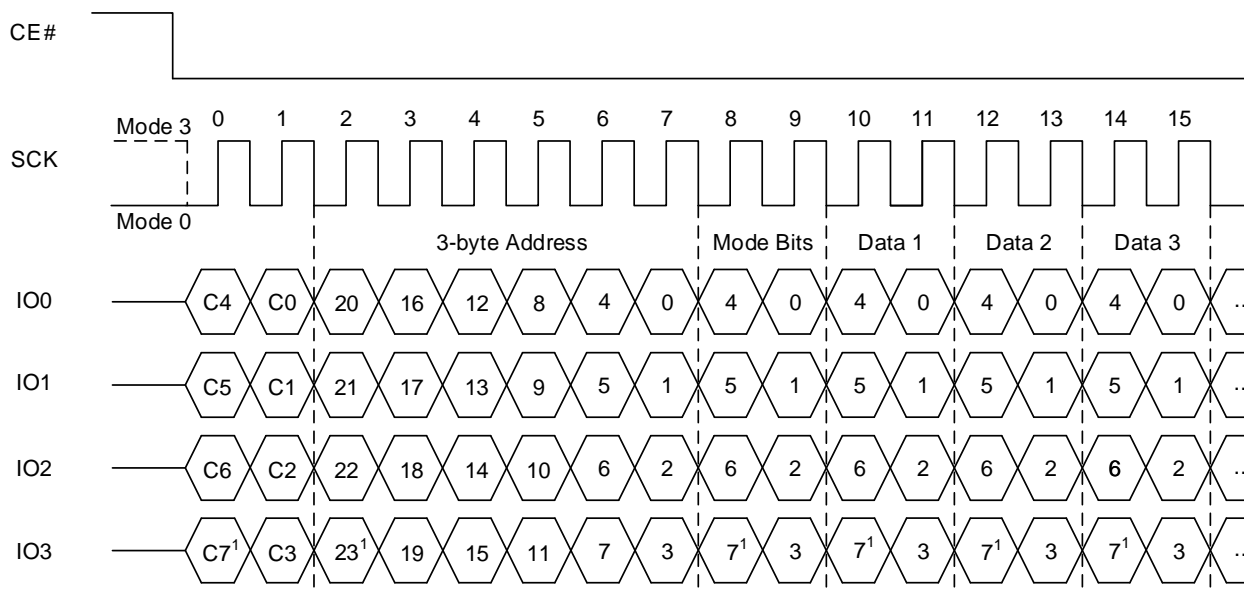 CE#
Mode 3 0 1 2 3 4 5 6 7 8 9 10 11 12 13 14 15
SCK
Mode 0
3-byte Address Mode Bits Data 1 Data 2 Data 3
IO0 C4 C0 20 16 12 8 4 0 4 0 4 0 4 0 4 0 ..
IO1 C5 C1 21 17 13 9 5 1 5 1 5 1 5 1 5 1 ..
IO2 C6 C2 22 18 14 10 6 2 6 2 6 2 6 2 6 2 ..
IO3 C7¹ C3 23¹ 19 15 11 7 3 7¹ 3 7¹ 3 7¹ 3 7¹ 3 ..